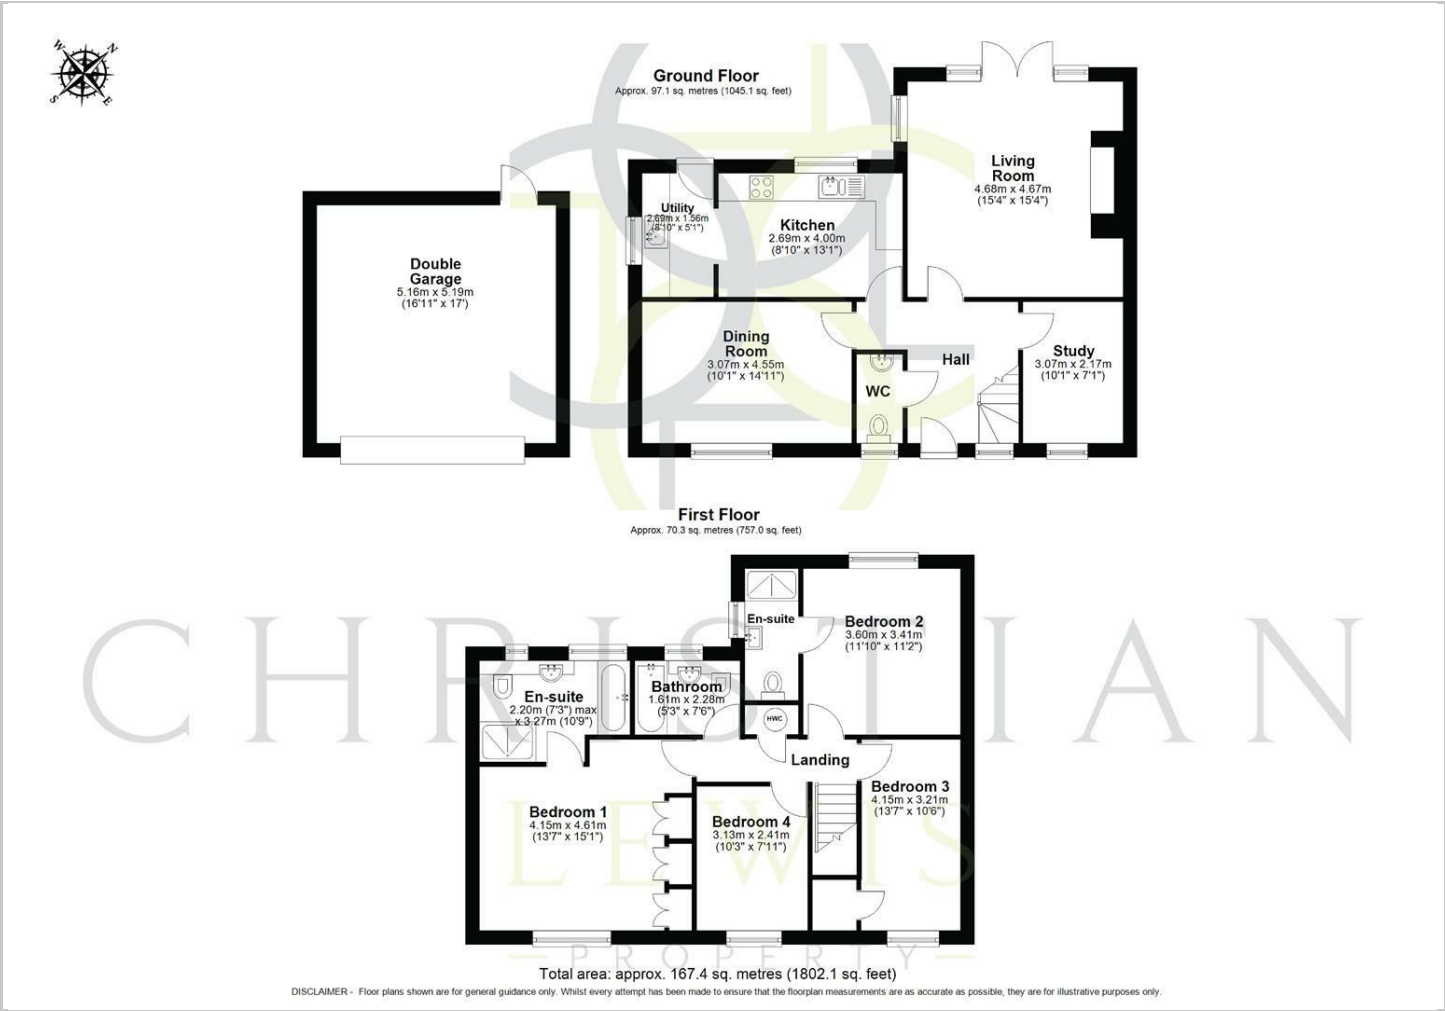 W N
S E
Ground Floor
Approx. 97.1 sq. metres (1045.1 sq. feet)
Living
Room
4.68m x 4.67m
(15'4" x 15'4")
Utility
2.69m x 1.56m
(8'10" x 5'1")
Kitchen
2.69m x 4.00m
(8'10" x 13'1")
Double
Garage
5.16m x 5.19m
(16'11" x 17')
Dining
Room
3.07m x 4.55m
(10'1" x 14'11")
WC
Hall
Study
3.07m x 2.17m
(10'1" x 7'1")
First Floor
Approx. 70.3 sq. metres (757.0 sq. feet)
En-suite
Bedroom 2
3.60m x 3.41m
(11'10" x 11'2")
En-suite
2.20m (7'3") max
x 3.27m (10'9")
Bathroom
1.61m x 2.28m
(5'3" x 7'6")
HWC
Landing
Bedroom 1
4.15m x 4.61m
(13'7" x 15'1")
Bedroom 4
3.13m x 2.41m
(10'3" x 7'11")
Bedroom 3
4.15m x 3.21m
(13'7" x 10'6")
CHRISTIAN
LEWIS
PROPERTY
Total area: approx. 167.4 sq. metres (1802.1 sq. feet)
DISCLAIMER - Floor plans shown are for general guidance only. Whilst every attempt has been made to ensure that the floorplan measurements are as accurate as possible, they are for illustrative purposes only.